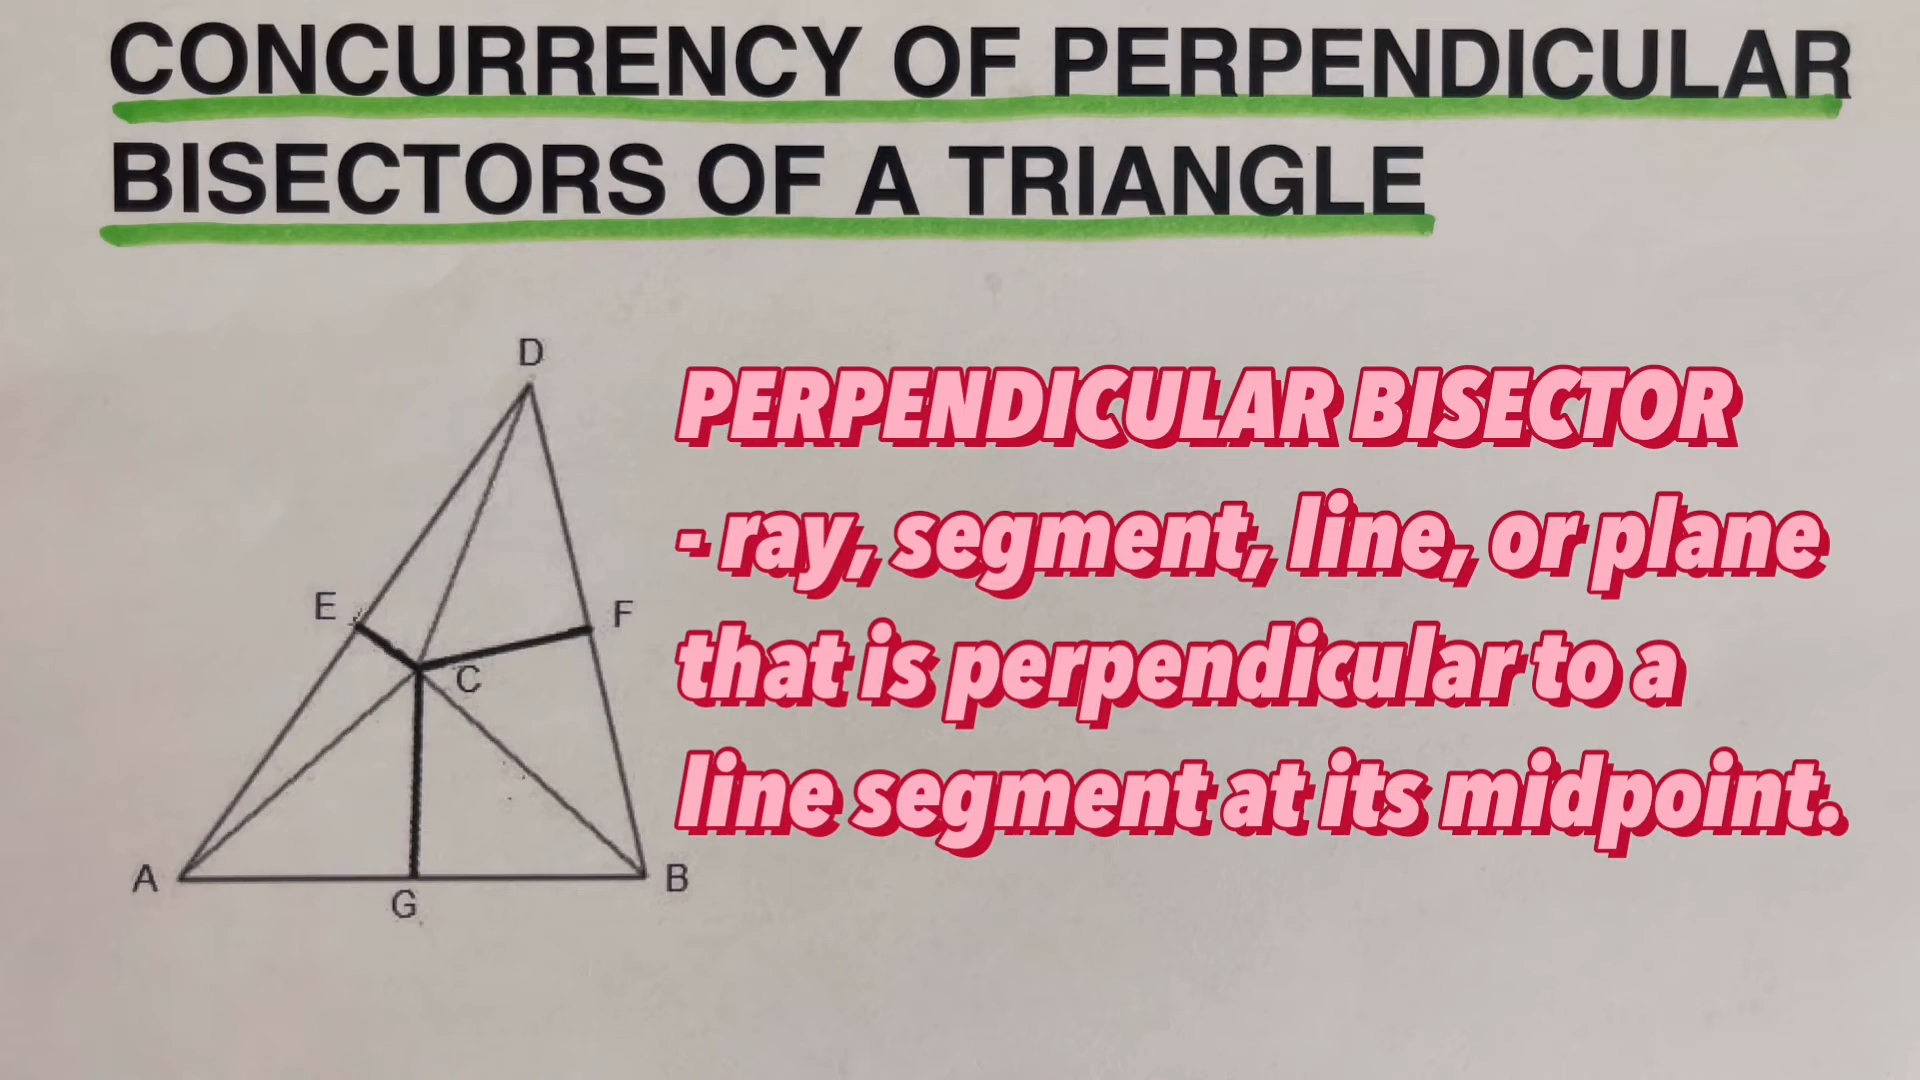 CONCURRENCY OF PERPENDICULAR
BISECTORS OF A TRIANGLE
D
PERPENDICULAR BISECTOR
- ray, segment, line, or plane
that is perpendicular to a
line segment at its midpoint.
E
F
C
A
B
G